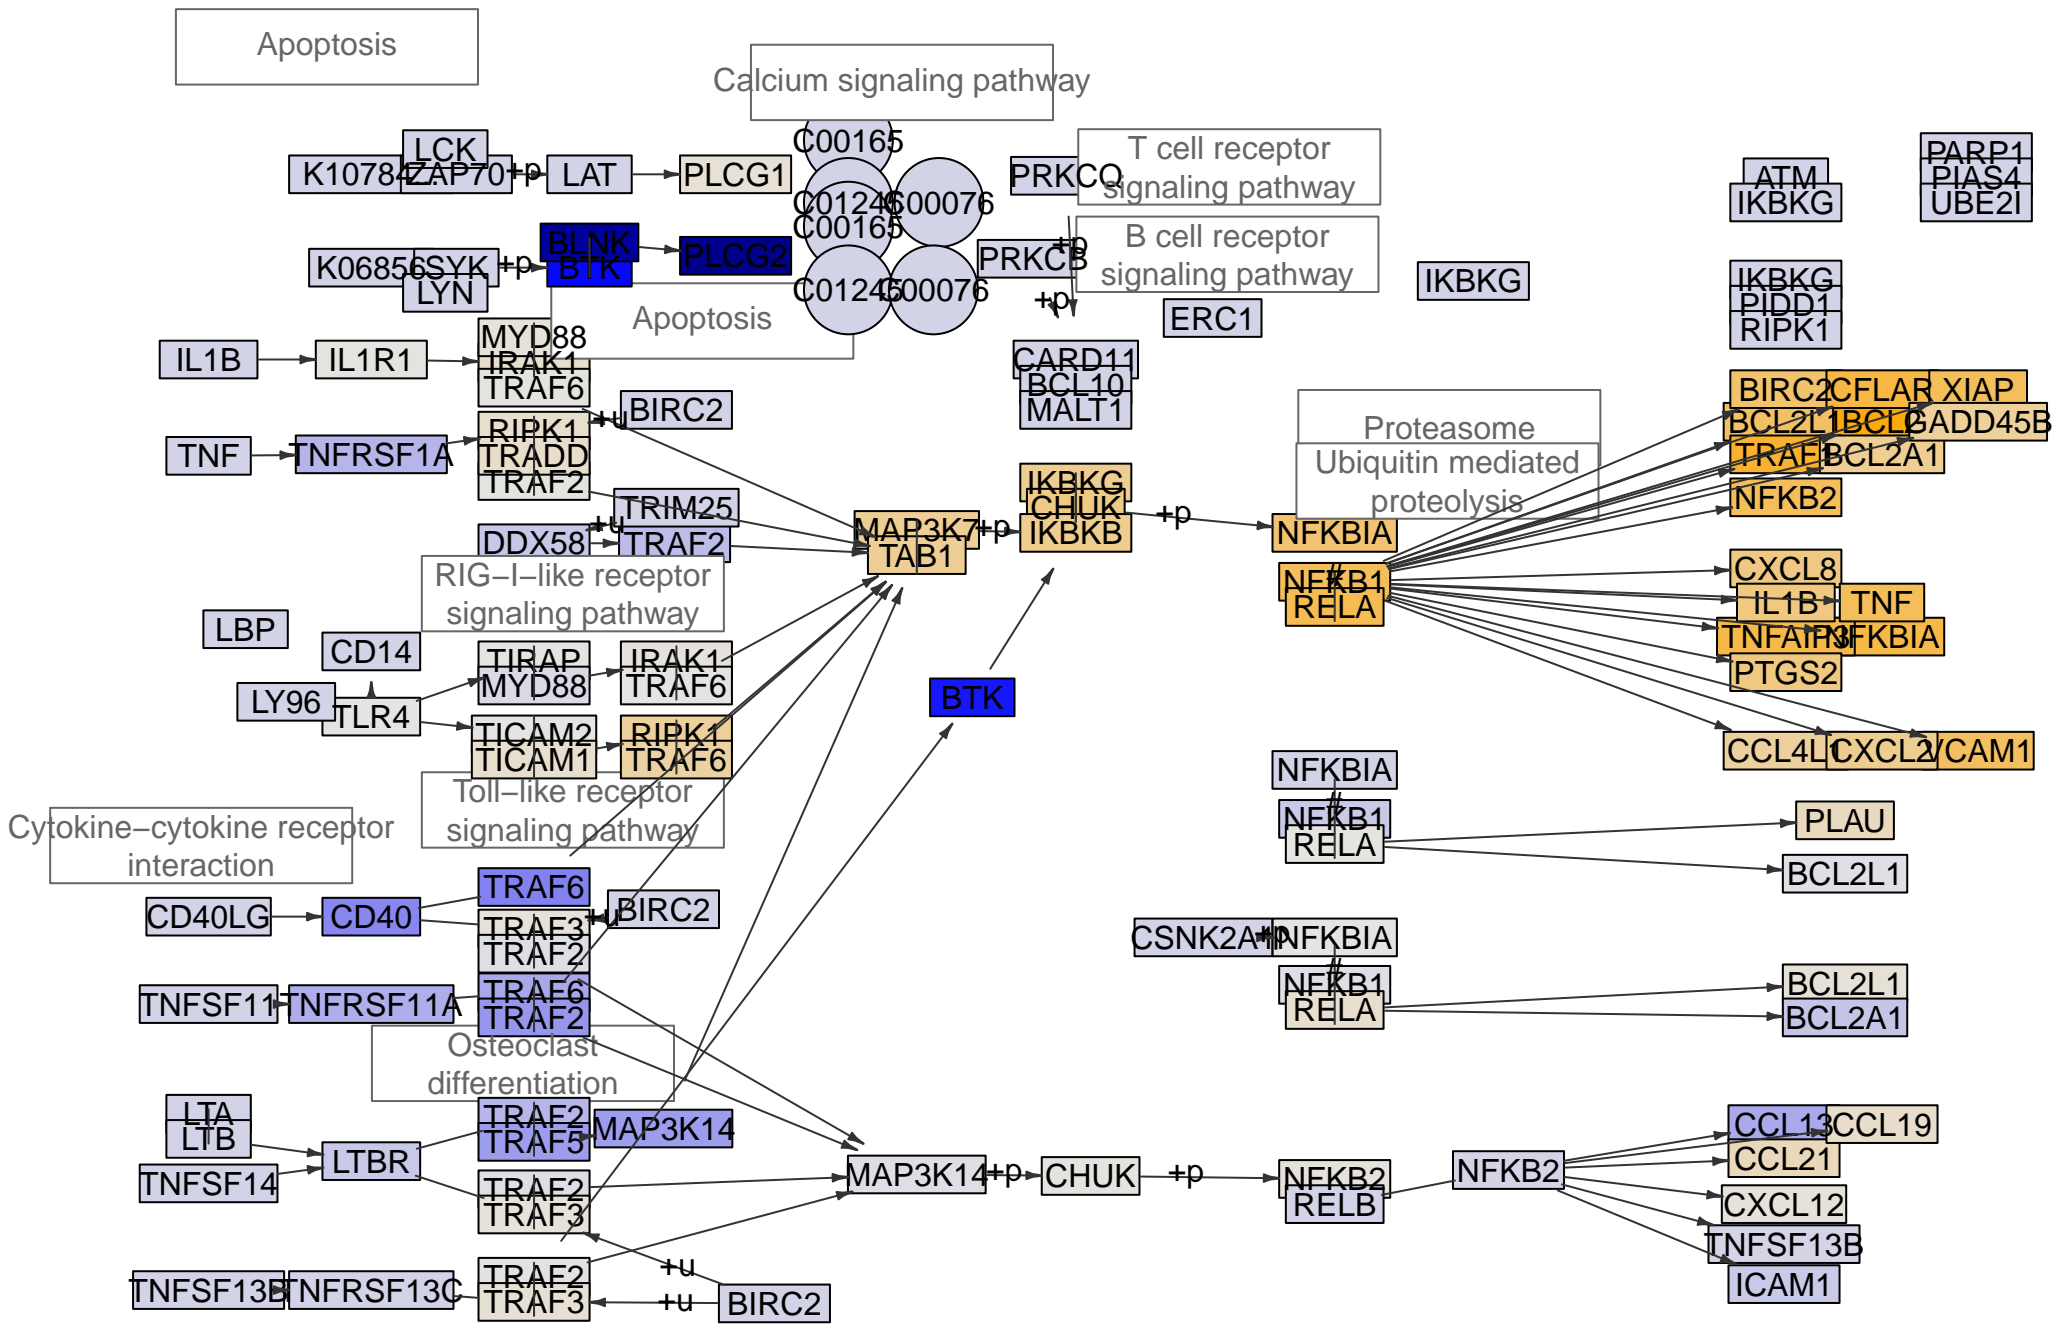 Apoptosis
Calcium signaling pathway
T cell receptor
signaling pathway
B cell receptor
signaling pathway
LCK
K10784
ZAP70
+p
LAT
PLCG1
C00165
C01245
C00076
C00165
C01245
C00076
PRKCQ
PRKCB
+p
+p
ATM
IKBKG
PARP1
PIAS4
UBE2I
K06856
SYK
LYN
+p
BLNK
BTK
PLCG2
Apoptosis
ERC1
IKBKG
IKBKG
PIDD1
RIPK1
IL1B
IL1R1
MYD88
IRAK1
TRAF6
CARD11
BCL10
MALT1
BIRC2
+u
TNF
TNFRSF1A
RIPK1
TRADD
TRAF2
Proteasome
Ubiquitin mediated
proteolysis
BIRC2
CFLAR
XIAP
BCL2L1
BCL2
GADD45B
TRAF1
BCL2A1
NFKB2
TRIM25
+u
DDX58
TRAF2
MAP3K7
TAB1
+p
IKBKG
CHUK
IKBKB
+p
NFKBIA
NFKB1
RELA
CXCL8
IL1B
TNF
TNFAIP3
NFKBIA
PTGS2
CCL4L1
CXCL2
VCAM1
RIG−I−like receptor
signaling pathway
LBP
CD14
LY96
TLR4
TIRAP
MYD88
IRAK1
TRAF6
TICAM2
TICAM1
RIPK1
TRAF6
BTK
Toll−like receptor
signaling pathway
Cytokine−cytokine receptor
interaction
NFKBIA
NFKB1
RELA
PLAU
BCL2L1
CD40LG
CD40
TRAF6
TRAF3
TRAF2
+u
BIRC2
CSNK2A1
+p
NFKBIA
NFKB1
RELA
BCL2L1
BCL2A1
TNFSF11
TNFRSF11A
TRAF6
TRAF2
Osteoclast
differentiation
LTA
LTB
TNFSF14
LTBR
TRAF2
TRAF5
MAP3K14
TRAF2
TRAF3
MAP3K14
+p
CHUK
+p
NFKB2
RELB
NFKB2
CCL13
CCL19
CCL21
CXCL12
TNFSF13B
ICAM1
TNFSF13B
TNFRSF13C
TRAF2
TRAF3
+u
+u
BIRC2